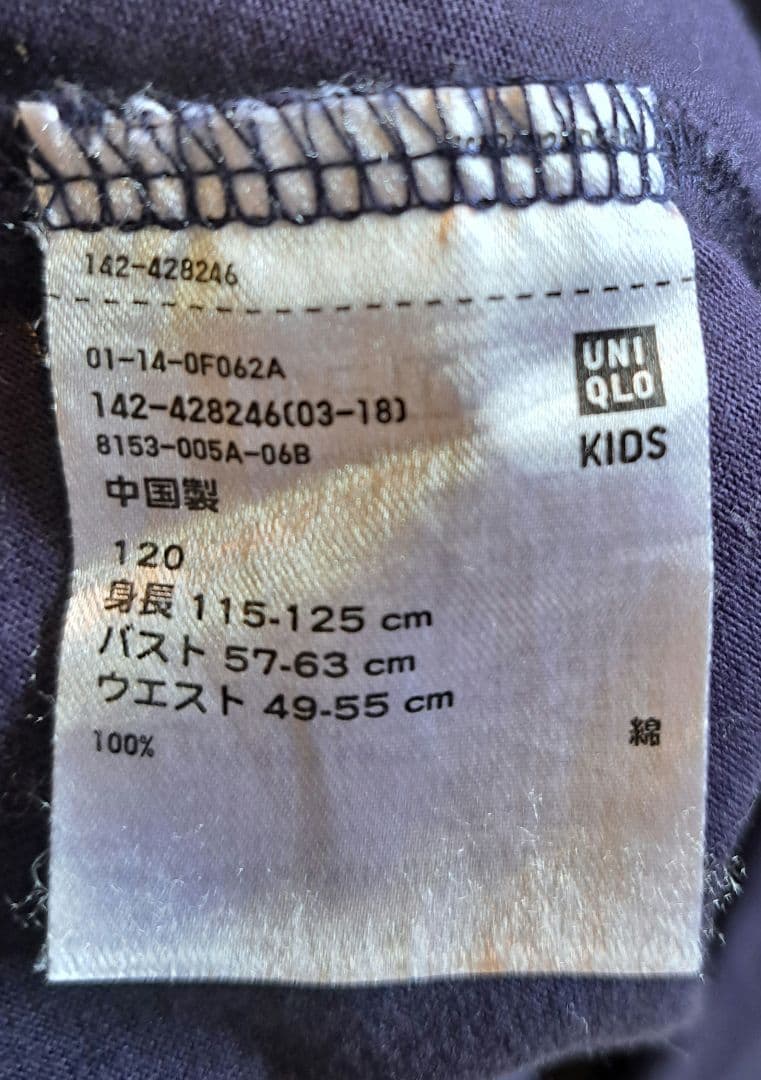 142-428246
01-14-0F062A
142-428246(03-18)
8153-005A-06B
中国製
UNI
QLO
KIDS
120
身長 115-125 cm
バスト 57-63 cm
ウエスト 49-55 cm
100% 綿